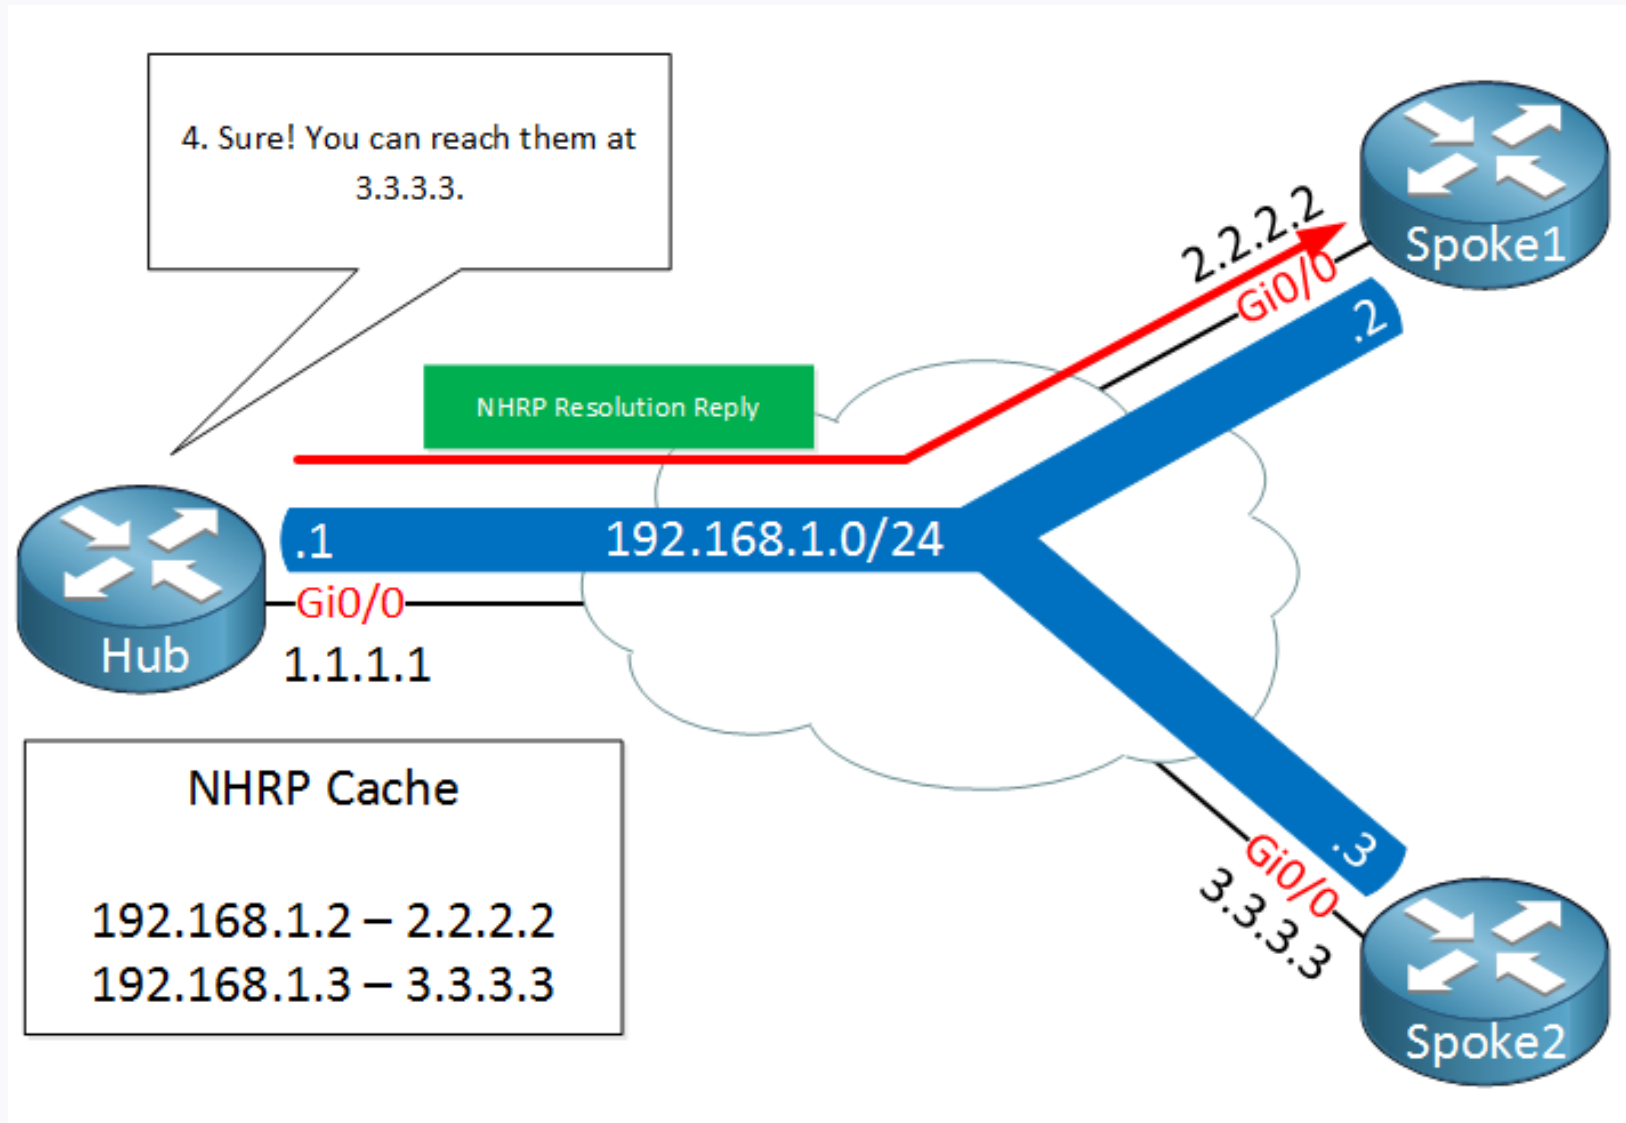 4. Sure! You can reach them at
3.3.3.3.
NHRP Resolution Reply
2.2.2.2
Gi0/0
Spoke1
.2
.1
192.168.1.0/24
Gi0/0
1.1.1.1
Hub
NHRP Cache
192.168.1.2 – 2.2.2.2
192.168.1.3 – 3.3.3.3
.3
Gi0/0
3.3.3.3
Spoke2